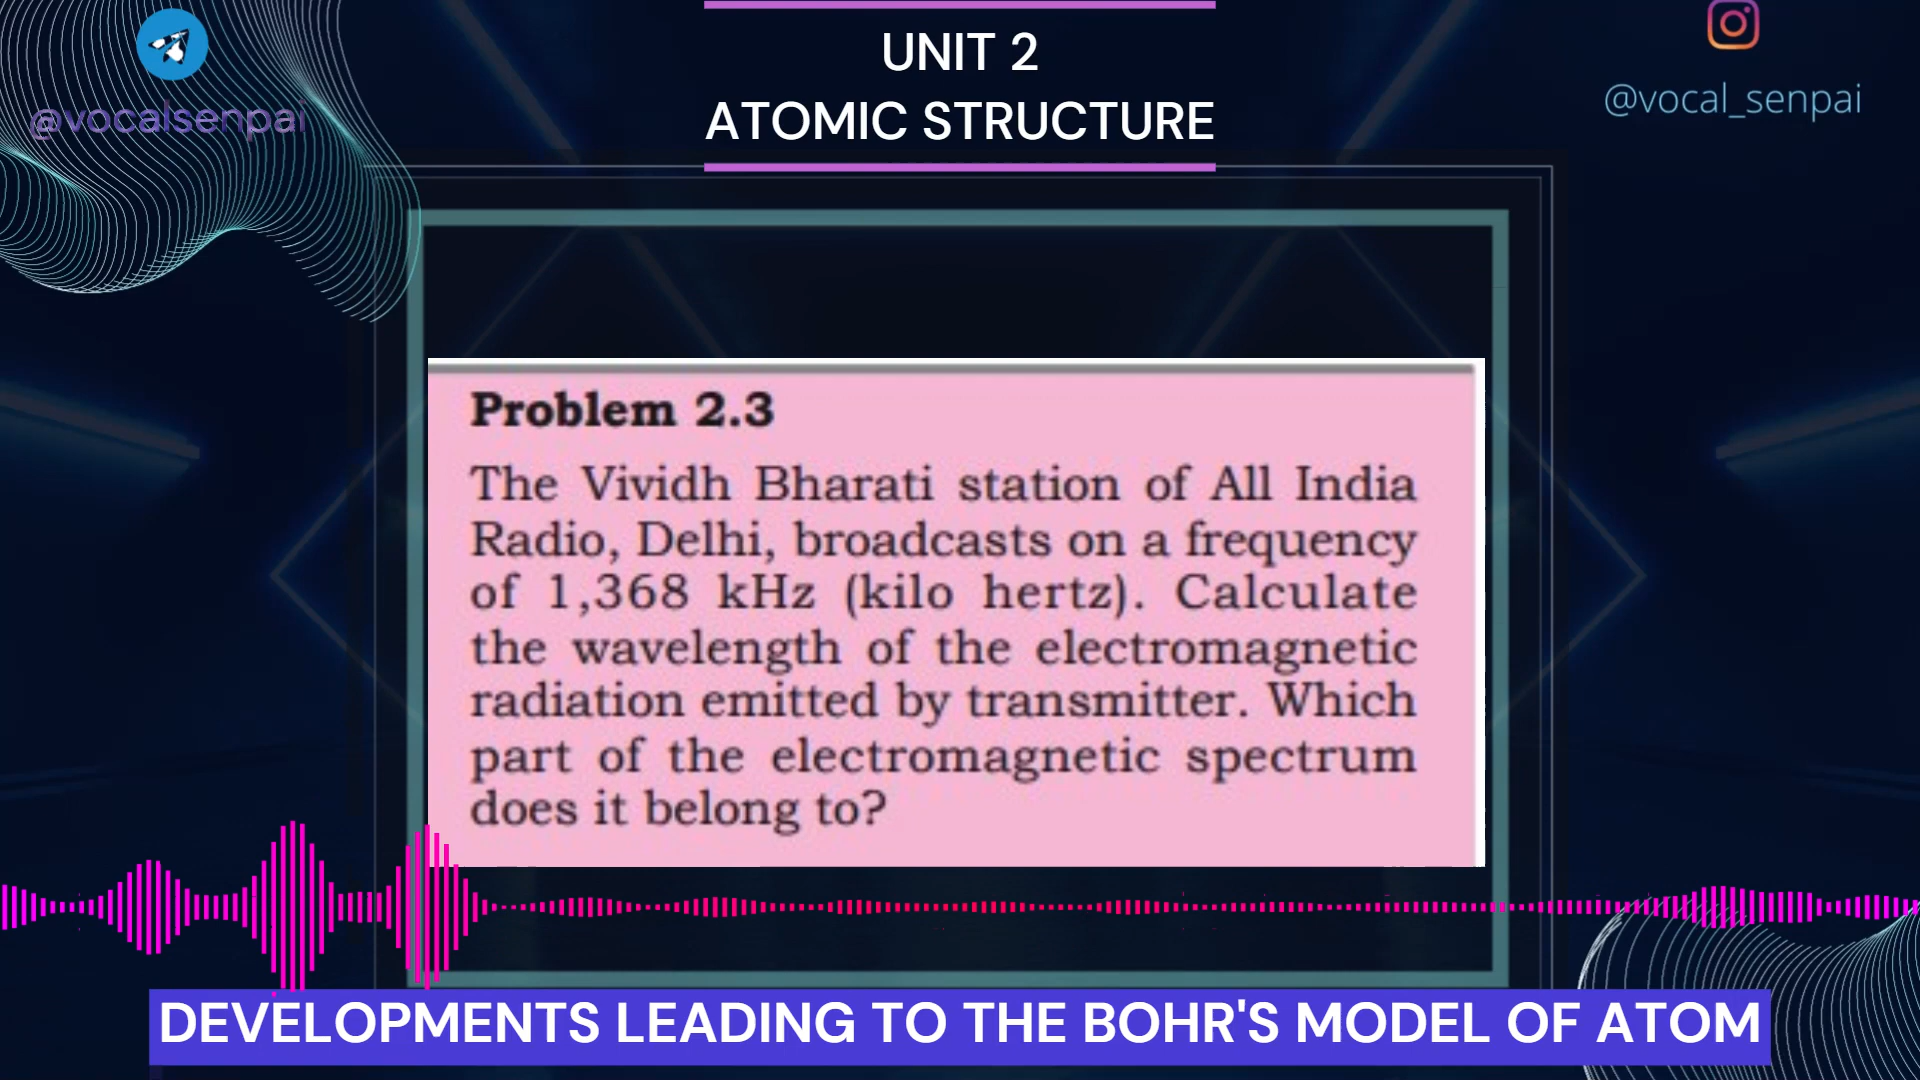 UNIT 2
ATOMIC STRUCTURE
@vocalsenpai
@vocal_senpai
Problem 2.3
The Vividh Bharati station of All India
Radio, Delhi, broadcasts on a frequency
of 1,368 kHz (kilo hertz). Calculate
the wavelength of the electromagnetic
radiation emitted by transmitter. Which
part of the electromagnetic spectrum
does it belong to?
DEVELOPMENTS LEADING TO THE BOHR'S MODEL OF ATOM